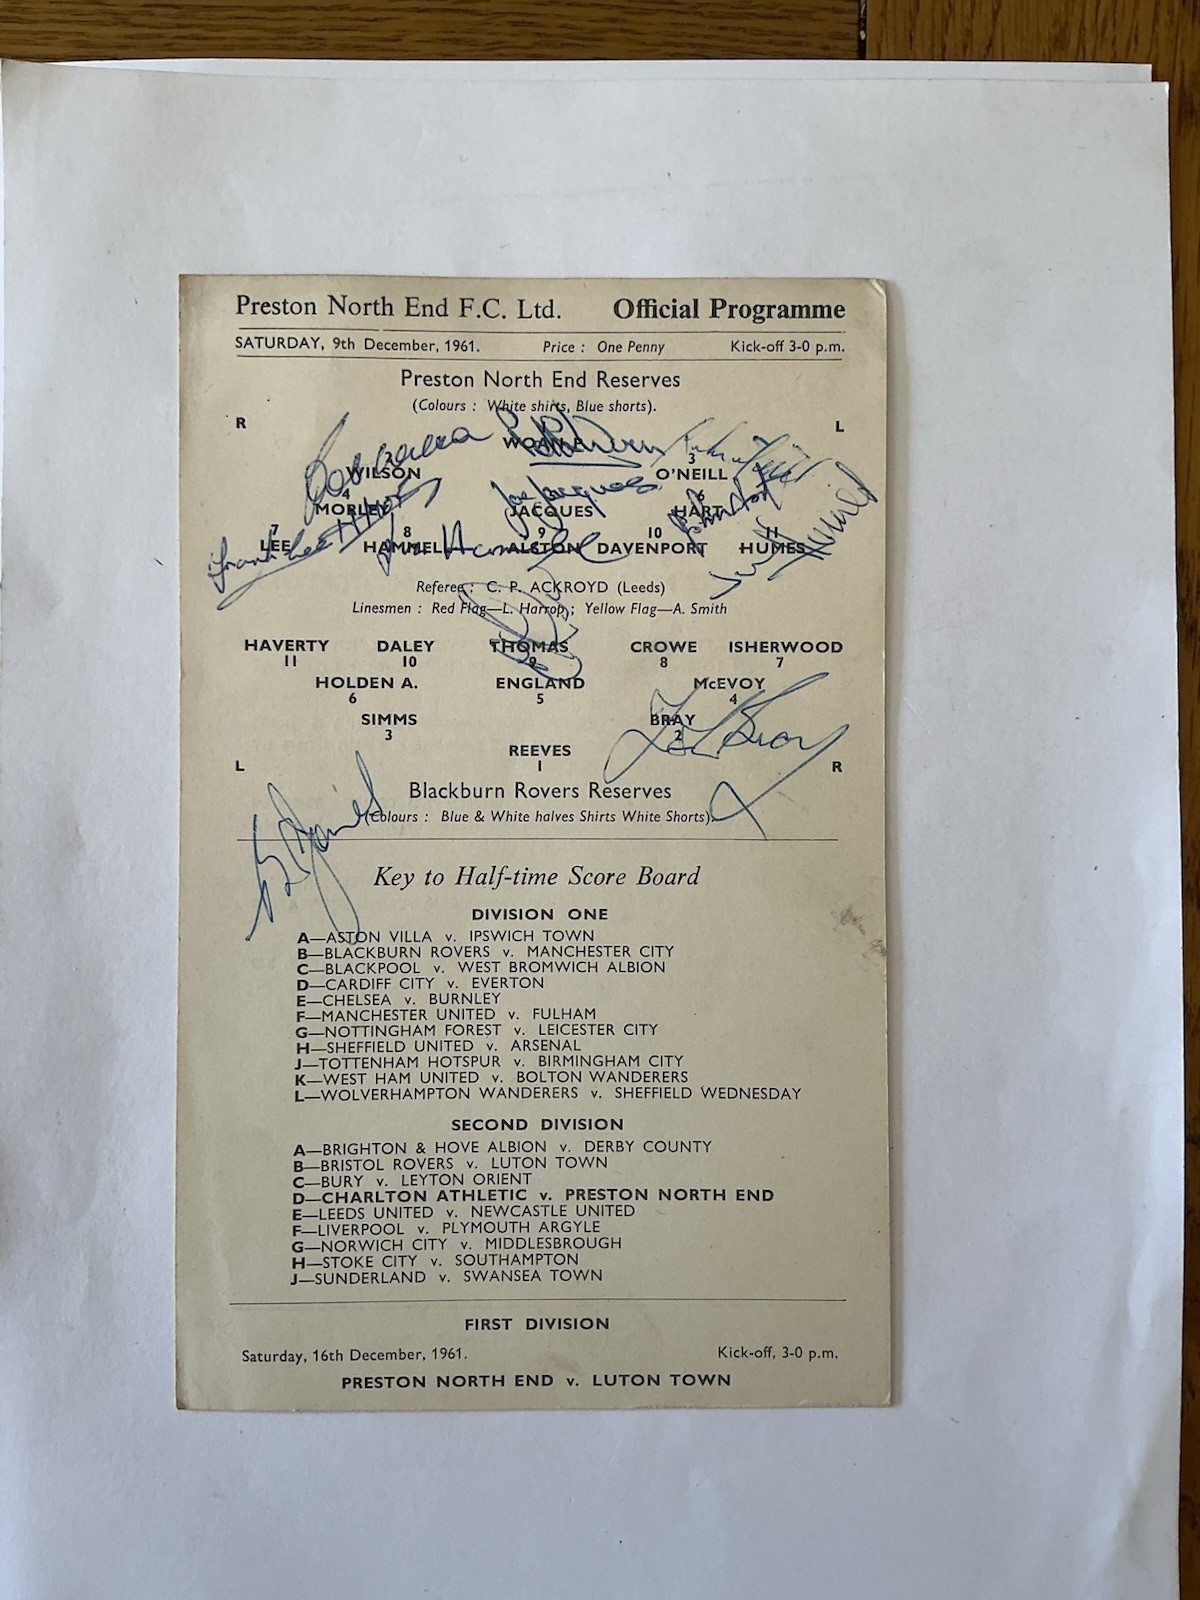 Preston North End F.C. Ltd. Official Programme
SATURDAY, 9th December, 1961. Price : One Penny Kick-off 3-0 p.m.
Preston North End Reserves
(Colours : White shirts, Blue shorts).
R L
2 3
WILSON O'NEILL
4 6
MORLEY Joe Jacques JACQUES HART
7 8 9 10 11
LEE HAMMELL ALSTON DAVENPORT HUMES
Frank Lee
Referee : C. P. ACKROYD (Leeds)
Linesmen : Red Flag—L. Harrop; Yellow Flag—A. Smith
HAVERTY DALEY THOMAS CROWE ISHERWOOD
11 10 9 8 7
HOLDEN A. ENGLAND McEVOY
6 5 4
SIMMS BRAY
3 2
REEVES
L 1 R
Blackburn Rovers Reserves
(Colours : Blue & White halves Shirts White Shorts).
Key to Half-time Score Board
DIVISION ONE
A—ASTON VILLA v. IPSWICH TOWN
B—BLACKBURN ROVERS v. MANCHESTER CITY
C—BLACKPOOL v. WEST BROMWICH ALBION
D—CARDIFF CITY v. EVERTON
E—CHELSEA v. BURNLEY
F—MANCHESTER UNITED v. FULHAM
G—NOTTINGHAM FOREST v. LEICESTER CITY
H—SHEFFIELD UNITED v. ARSENAL
J—TOTTENHAM HOTSPUR v. BIRMINGHAM CITY
K—WEST HAM UNITED v. BOLTON WANDERERS
L—WOLVERHAMPTON WANDERERS v. SHEFFIELD WEDNESDAY
SECOND DIVISION
A—BRIGHTON & HOVE ALBION v. DERBY COUNTY
B—BRISTOL ROVERS v. LUTON TOWN
C—BURY v. LEYTON ORIENT
D—CHARLTON ATHLETIC v. PRESTON NORTH END
E—LEEDS UNITED v. NEWCASTLE UNITED
F—LIVERPOOL v. PLYMOUTH ARGYLE
G—NORWICH CITY v. MIDDLESBROUGH
H—STOKE CITY v. SOUTHAMPTON
J—SUNDERLAND v. SWANSEA TOWN
FIRST DIVISION
Saturday, 16th December, 1961. Kick-off, 3-0 p.m.
PRESTON NORTH END v. LUTON TOWN